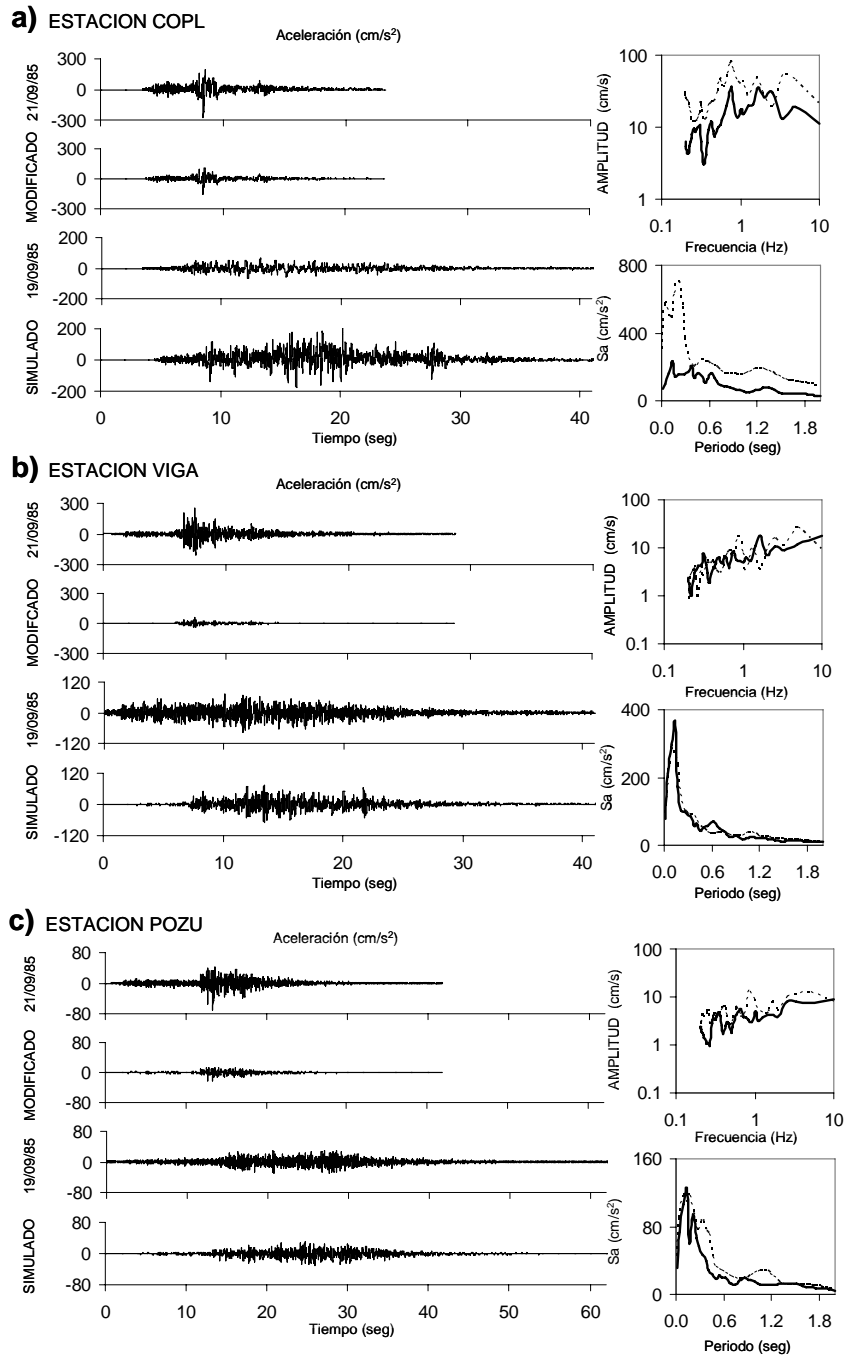 a) ESTACION COPL
Aceleración (cm/s²)
21/09/85
300
0
-300
MODIFICADO
300
0
-300
19/09/85
200
0
-200
SIMULADO
200
0
-200
0 10 20 30 40
Tiempo (seg)
AMPLITUD (cm/s)
100
10
1
0.1 1 10
Frecuencia (Hz)
Sa (cm/s²)
800
400
0
0.0 0.6 1.2 1.8
Periodo (seg)
b) ESTACION VIGA
Aceleración (cm/s²)
21/09/85
300
0
-300
MODIFCADO
300
0
-300
19/09/85
120
0
-120
SIMULADO
120
0
-120
0 10 20 30 40
Tiempo (seg)
AMPLITUD (cm/s)
100
10
1
0.1
0.1 1 10
Frecuencia (Hz)
Sa (cm/s²)
400
200
0
0.0 0.6 1.2 1.8
Periodo (seg)
c) ESTACION POZU
Aceleración (cm/s²)
21/09/85
80
0
-80
MODIFICADO
80
0
-80
19/09/85
80
0
-80
SIMULADO
80
0
-80
0 10 20 30 40 50 60
Tiempo (seg)
AMPLITUD (cm/s)
100
10
1
0.1
0.1 1 10
Frecuencia (Hz)
Sa (cm/s²)
160
80
0
0.0 0.6 1.2 1.8
Periodo (seg)